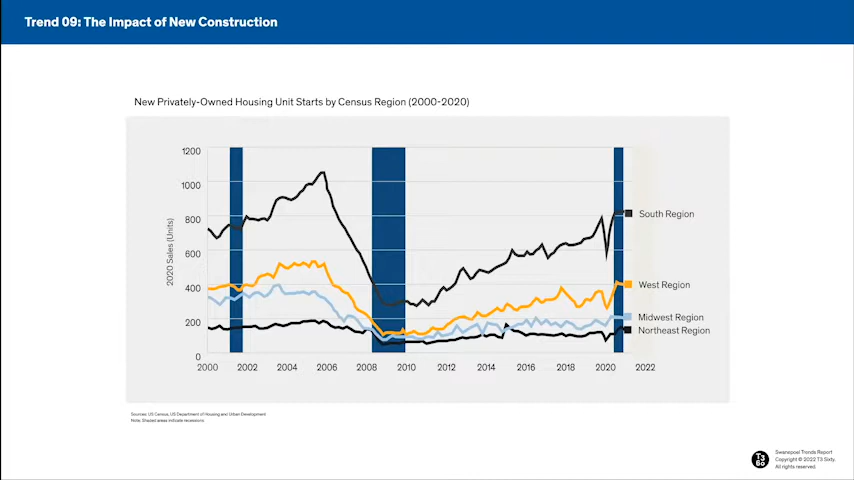 Trend 09: The Impact of New Construction
New Privately-Owned Housing Unit Starts by Census Region (2000-2020)
1200
1000
800
600
400
200
0
2020 Sales (Units)
2000 2002 2004 2006 2008 2010 2012 2014 2016 2018 2020 2022
South Region
West Region
Midwest Region
Northeast Region
Sources: US Census, US Department of Housing and Urban Development
Note: Shaded areas indicate recessions
T3
60
Swanepoel Trends Report
Copyright © 2022 T3 Sixty.
All rights reserved.